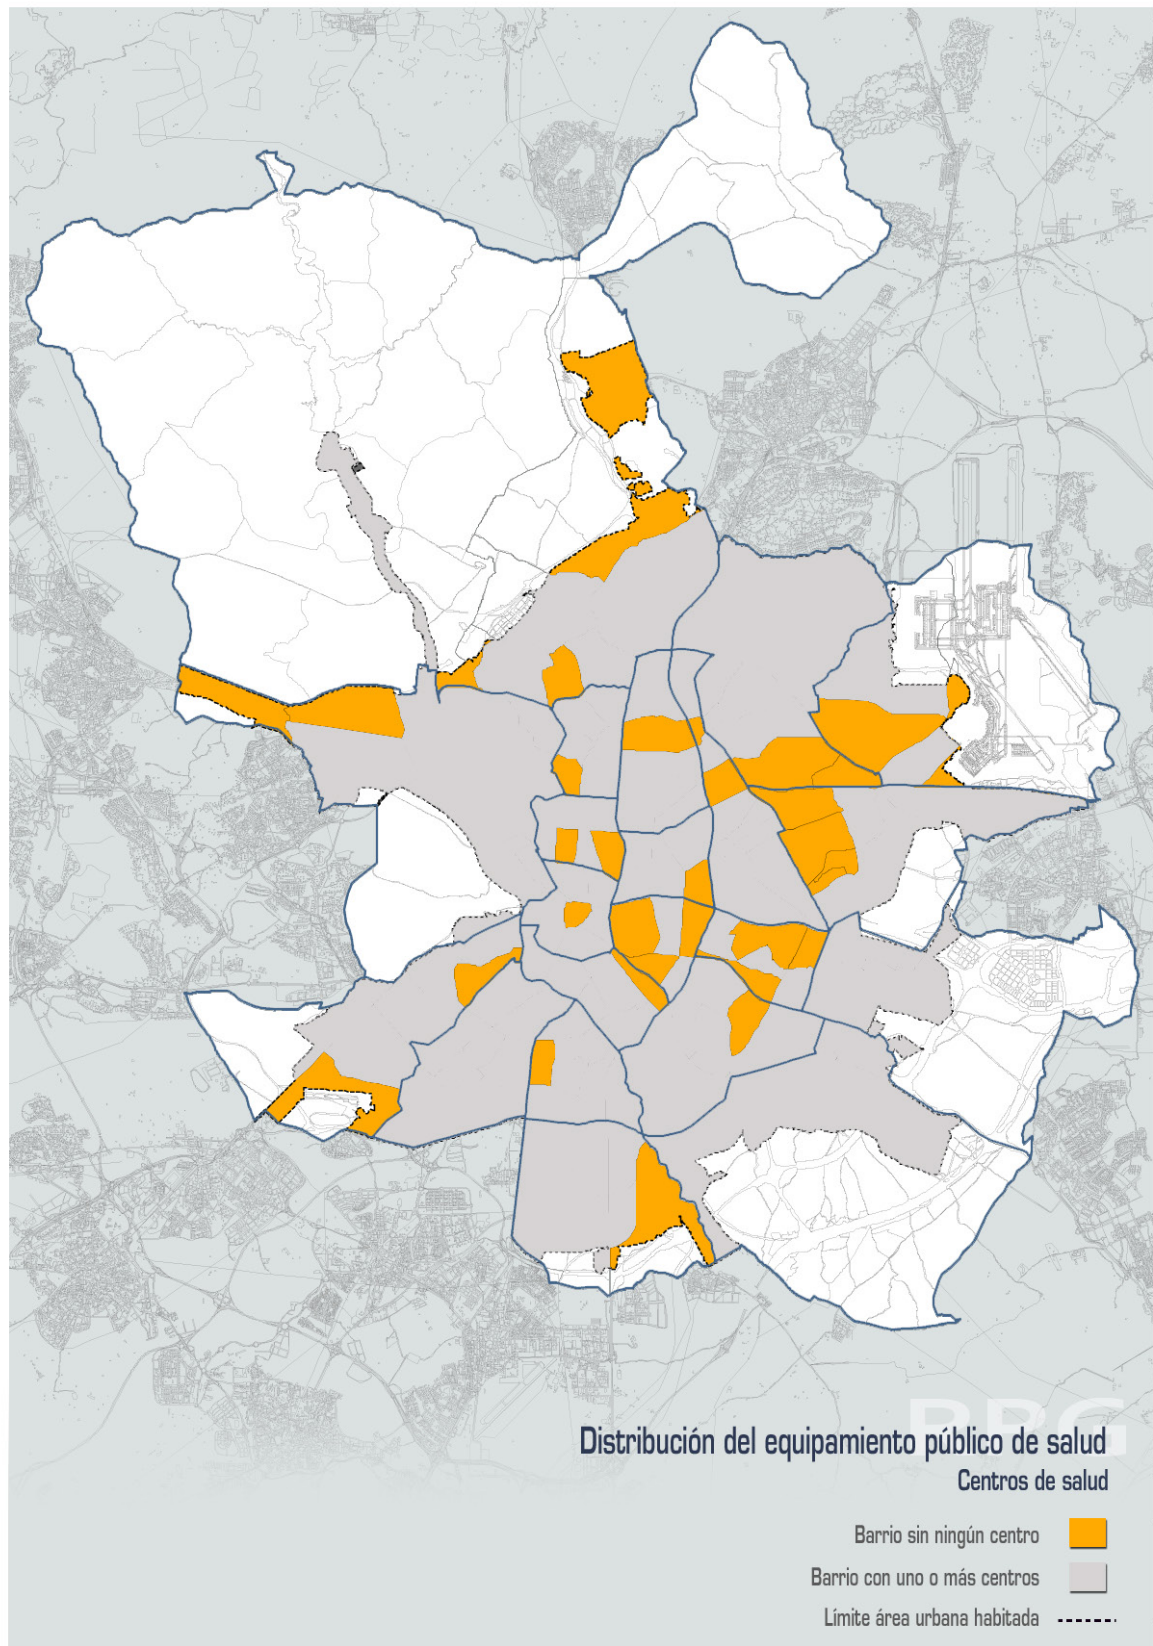 Distribución del equipamiento público de salud
Centros de salud
Barrio sin ningún centro
Barrio con uno o más centros
Límite área urbana habitada